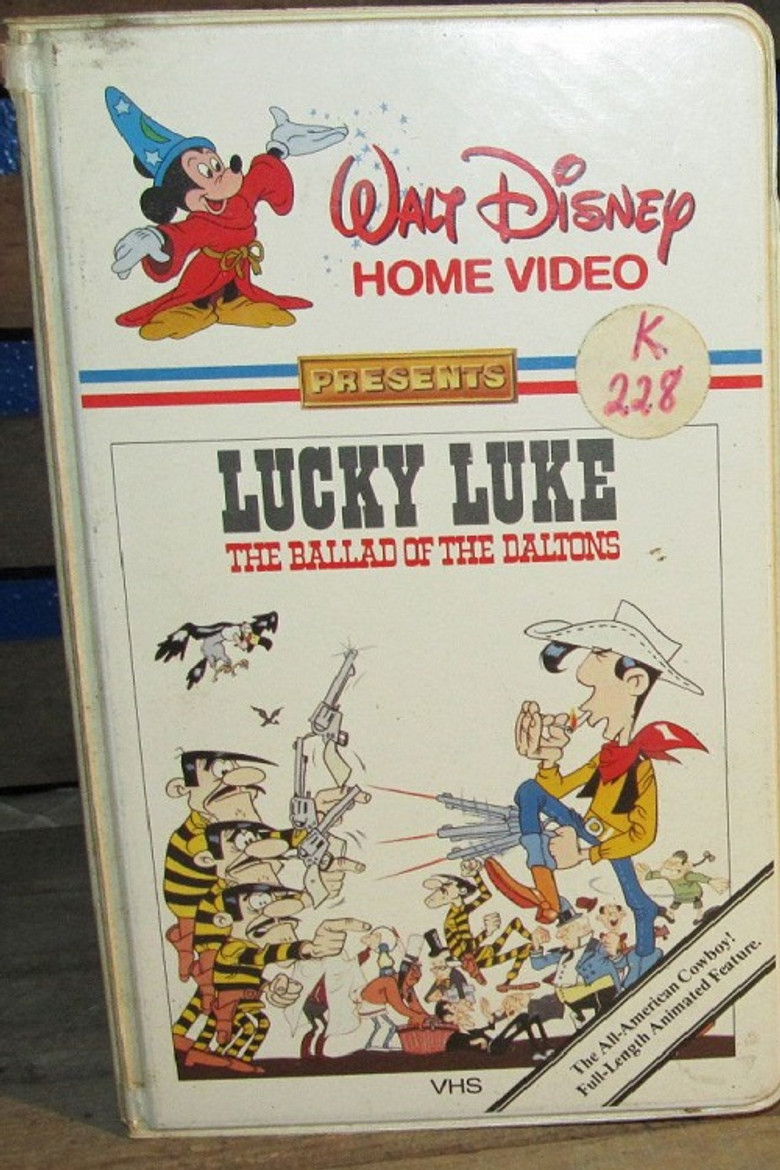 WALT DISNEY
HOME VIDEO
K
228
PRESENTS
LUCKY LUKE
THE BALLAD OF THE DALTONS
The All-American Cowboy!
Full-Length Animated Feature.
VHS